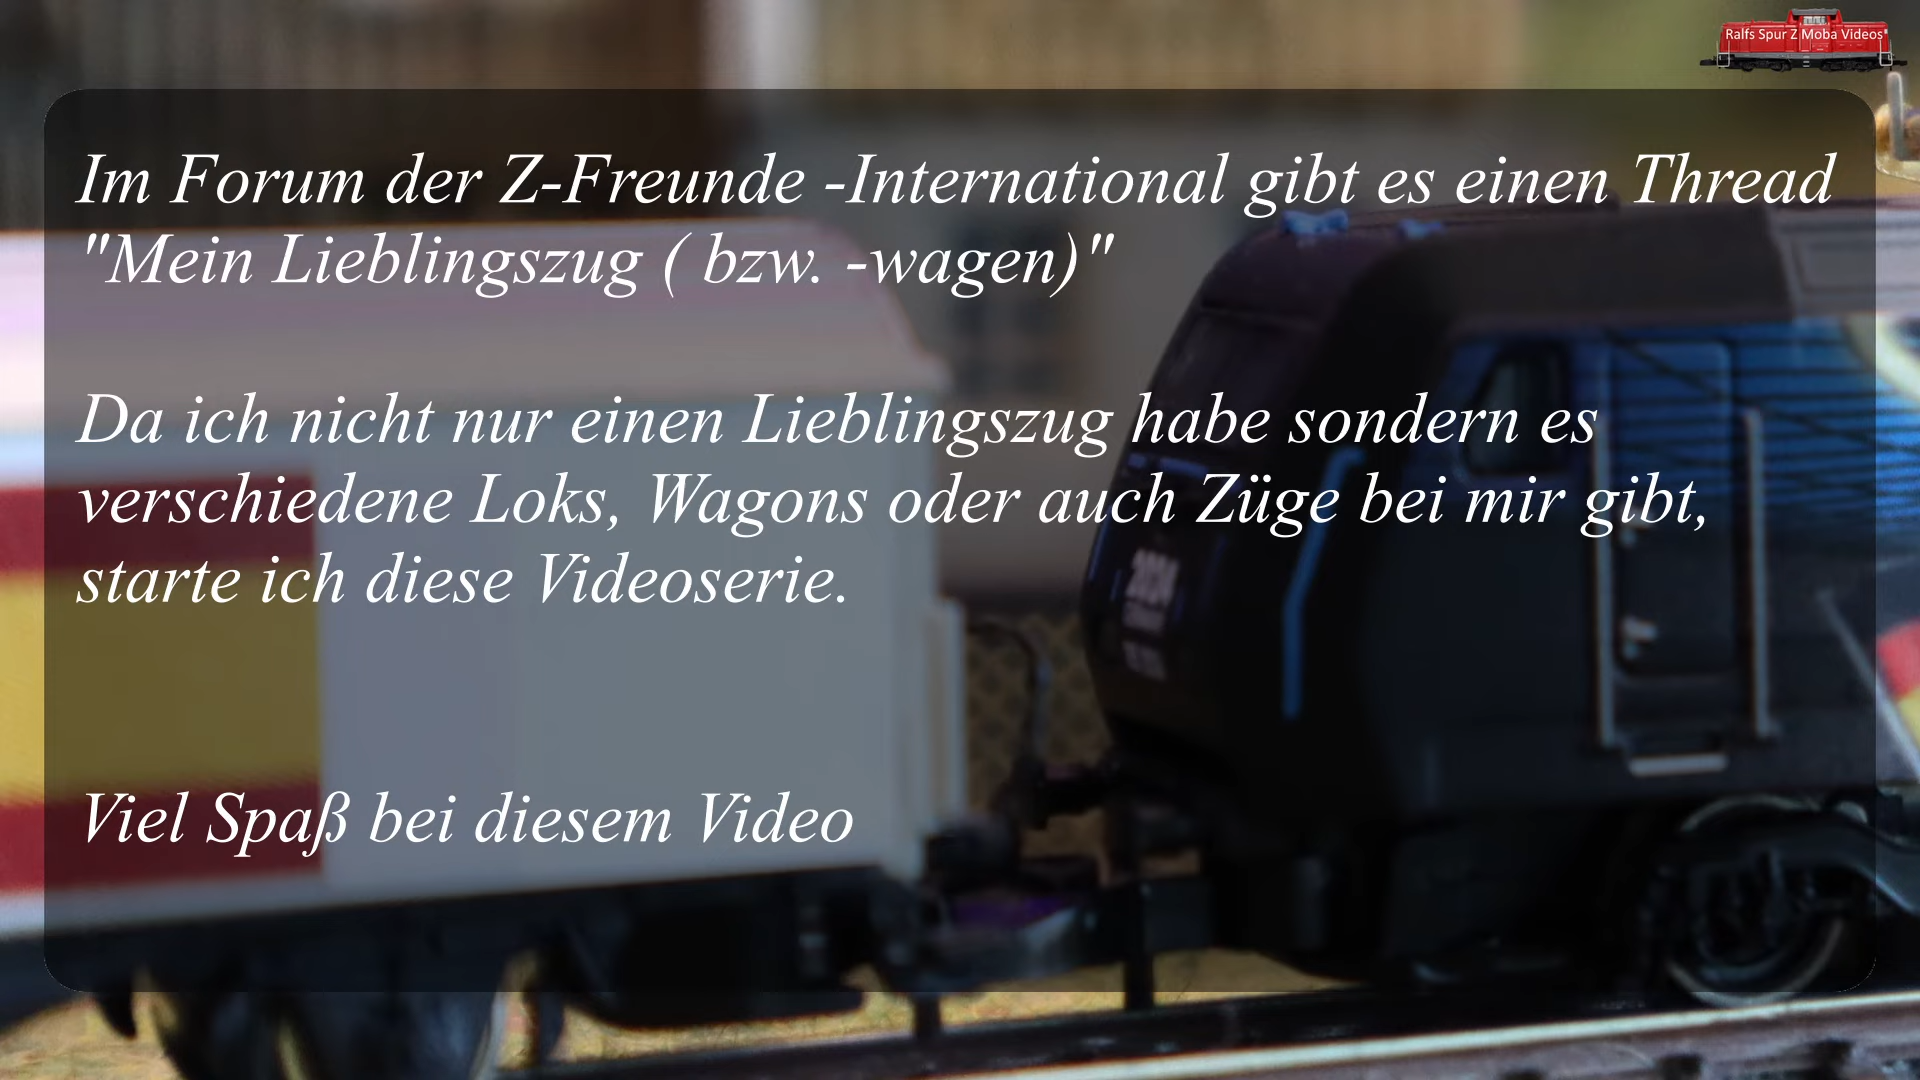 Ralfs Spur Z Moba Videos
Im Forum der Z-Freunde -International gibt es einen Thread
"Mein Lieblingszug ( bzw. -wagen)"
Da ich nicht nur einen Lieblingszug habe sondern es
verschiedene Loks, Wagons oder auch Züge bei mir gibt,
starte ich diese Videoserie.
Viel Spaß bei diesem Video